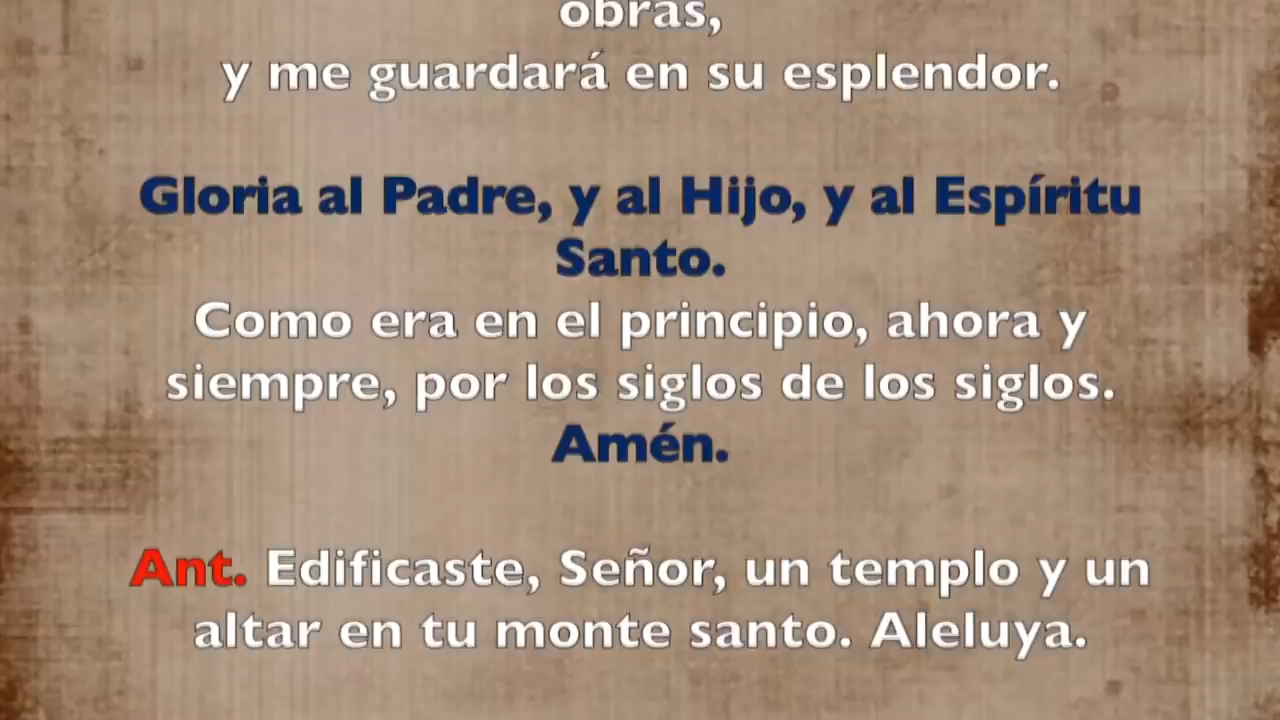 obras,
y me guardará en su esplendor.
Gloria al Padre, y al Hijo, y al Espíritu
Santo.
Como era en el principio, ahora y
siempre, por los siglos de los siglos.
Amén.
Ant. Edificaste, Señor, un templo y un
altar en tu monte santo. Aleluya.